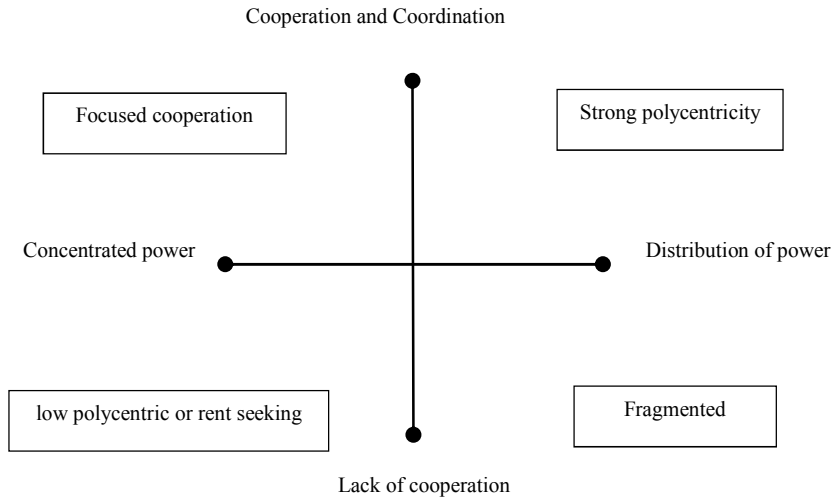 Cooperation and Coordination
Focused cooperation
Strong polycentricity
Concentrated power
Distribution of power
low polycentric or rent seeking
Fragmented
Lack of cooperation